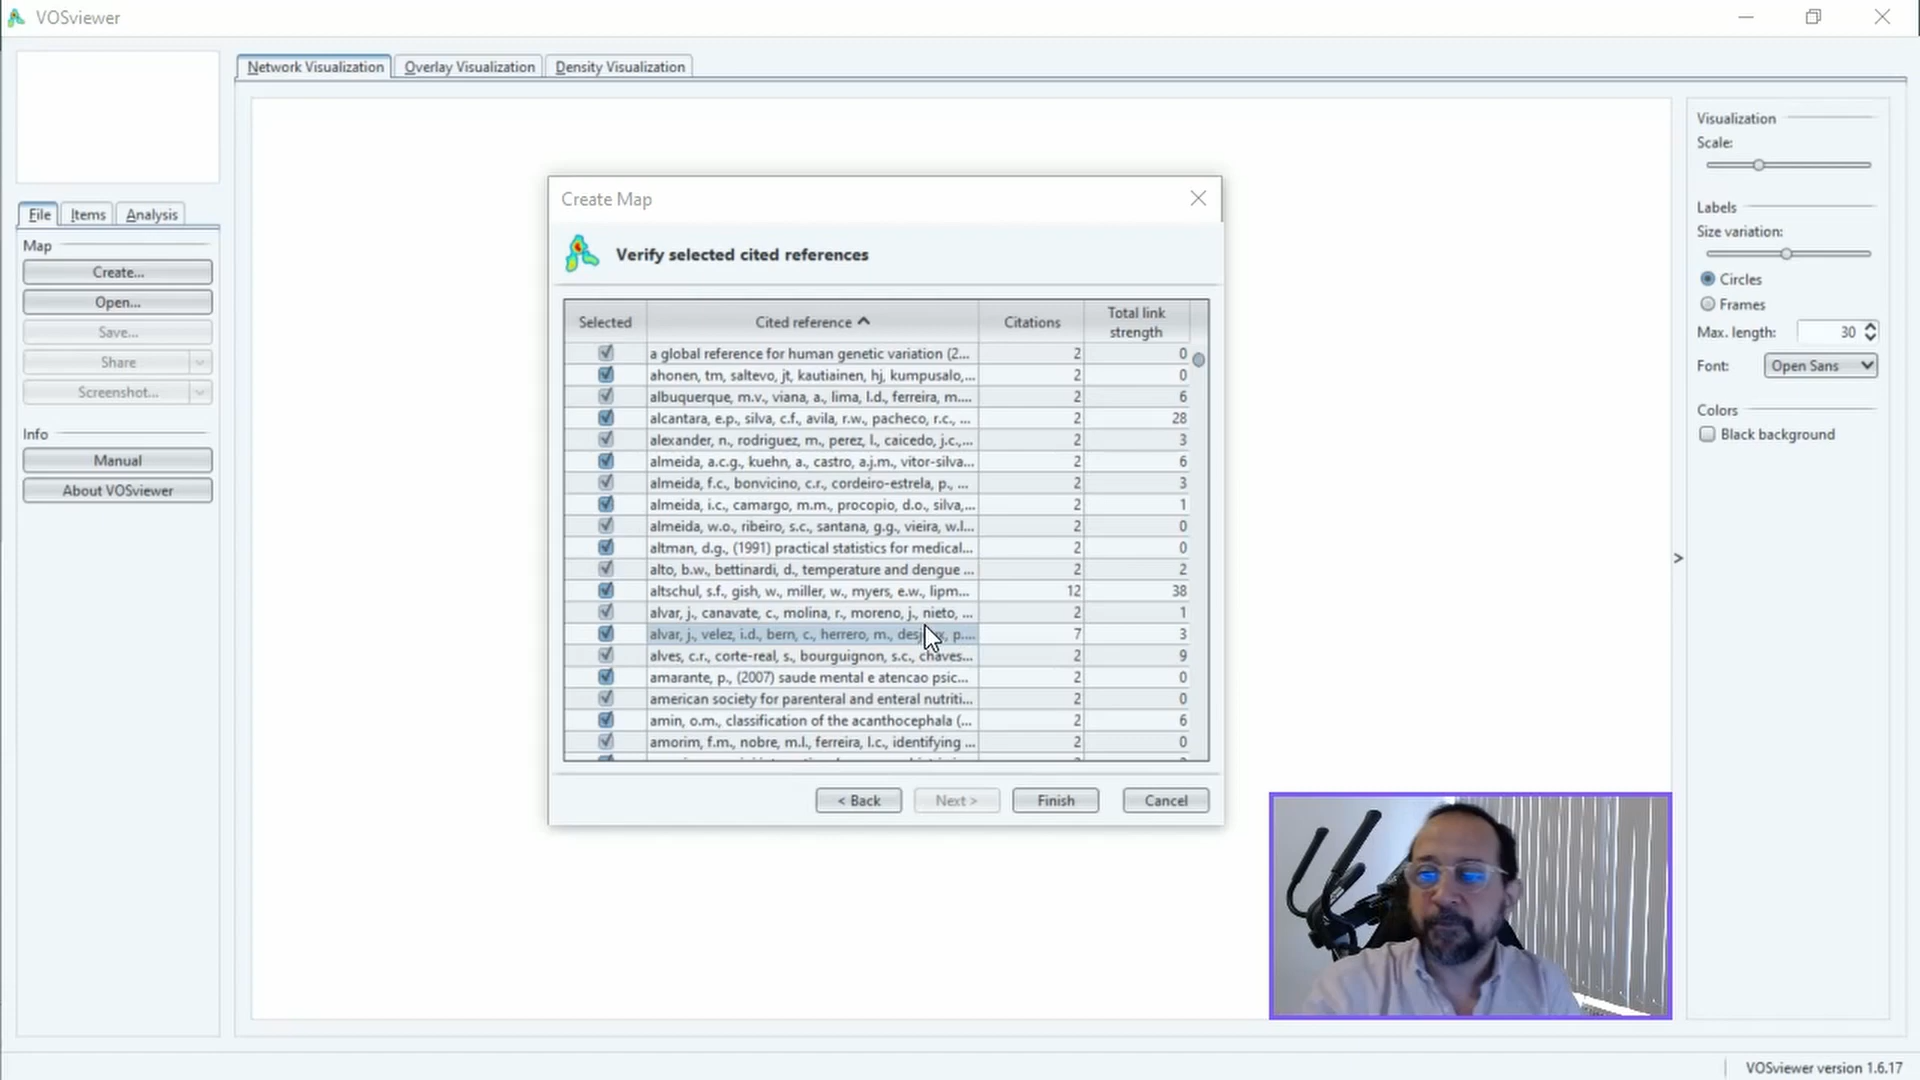 VOSviewer
Network Visualization
Overlay Visualization
Density Visualization
File
Items
Analysis
Map
Create...
Open...
Save...
Share
Screenshot...
Info
Manual
About VOSviewer
Create Map
Verify selected cited references
Selected Cited reference Citations Total link strength
a global reference for human genetic variation (2... 2 0
ahonen, tm, saltevo, jt, kautiainen, hj, kumpusalo,... 2 0
albuquerque, m.v., viana, a., lima, l.d., ferreira, m.... 2 6
alcantara, e.p., silva, c.f., avila, r.w., pacheco, r.c., ... 2 28
alexander, n., rodriguez, m., perez, l., caicedo, j.c.,... 2 3
almeida, a.c.g., kuehn, a., castro, a.j.m., vitor-silva... 2 6
almeida, f.c., bonvicino, c.r., cordeiro-estrela, p., ... 2 3
almeida, i.c., camargo, m.m., procopio, d.o., silva,... 2 1
almeida, w.o., ribeiro, s.c., santana, g.g., vieira, w.l... 2 0
altman, d.g., (1991) practical statistics for medical... 2 0
alto, b.w., bettinardi, d., temperature and dengue ... 2 2
altschul, s.f., gish, w., miller, w., myers, e.w., lipm... 12 38
alvar, j., canavate, c., molina, r., moreno, j., nieto, ... 2 1
alvar, j., velez, i.d., bern, c., herrero, m., p.... 7 3
alves, c.r., corte-real, s., bourguignon, s.c., chaves... 2 9
amarante, p., (2007) saude mental e atencao psic... 2 0
american society for parenteral and enteral nutriti... 2 0
amin, o.m., classification of the acanthocephala (... 2 6
amorim, f.m., nobre, m.l., ferreira, l.c., identifying ... 2 0
< Back
Next >
Finish
Cancel
Visualization
Scale:
Labels
Size variation:
Circles
Frames
Max. length: 30
Font: Open Sans
Colors
Black background
>
VOSviewer version 1.6.17